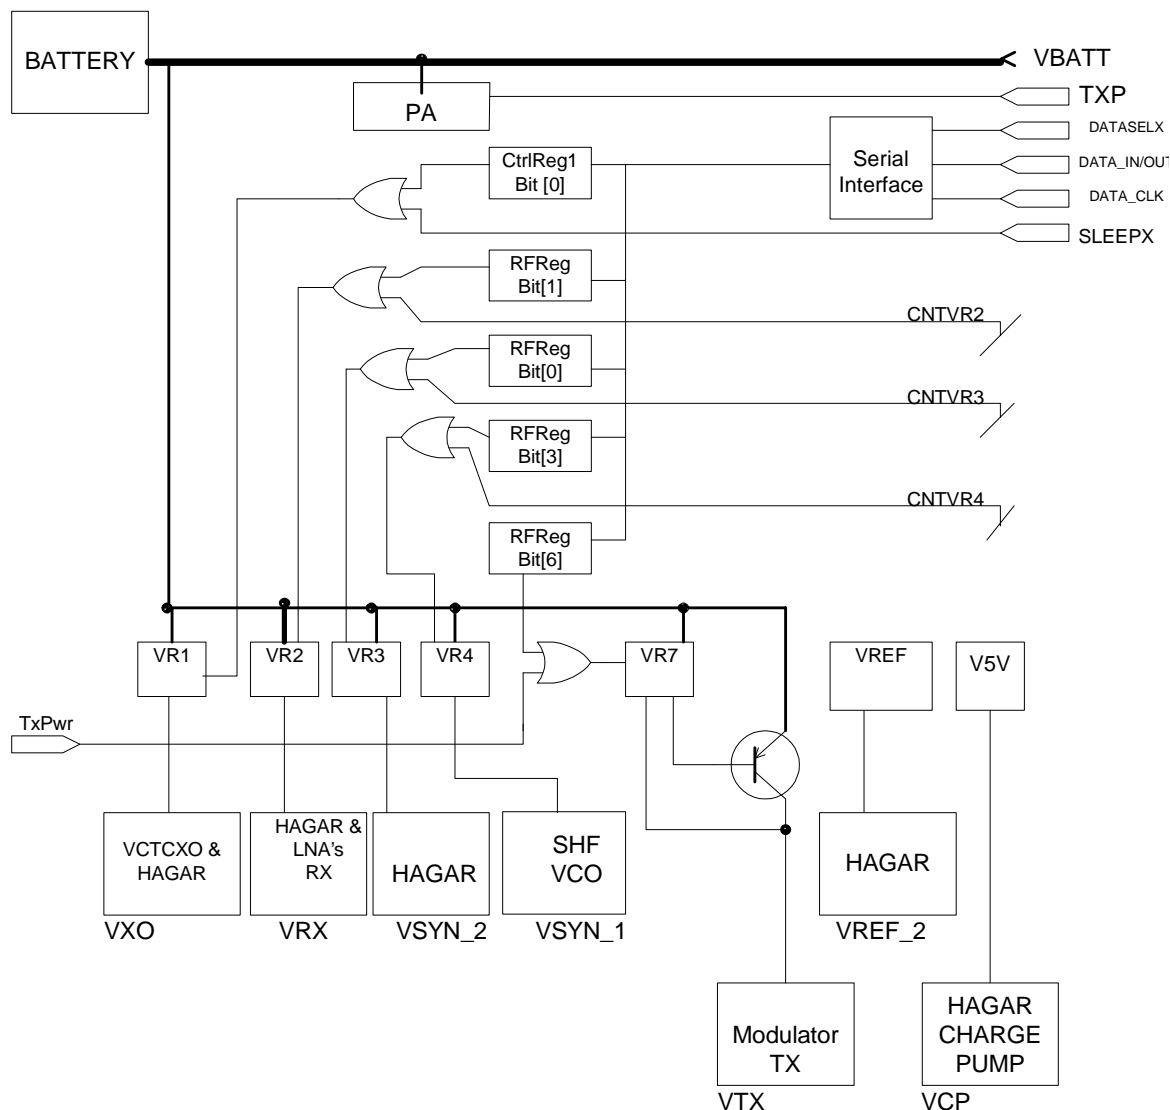 BATTERY
VBATT
PA
TXP
DATASELX
CtrlReg1
Bit [0]
Serial
Interface
DATA_IN/OUT
DATA_CLK
SLEEPX
RFReg
Bit[1]
CNTVR2
RFReg
Bit[0]
CNTVR3
RFReg
Bit[3]
CNTVR4
RFReg
Bit[6]
VR1
VR2
VR3
VR4
VR7
VREF
V5V
TxPwr
VCTCXO &
HAGAR
HAGAR &
LNA's
RX
HAGAR
SHF
VCO
HAGAR
VXO
VRX
VSYN_2
VSYN_1
VREF_2
Modulator
TX
HAGAR
CHARGE
PUMP
VTX
VCP